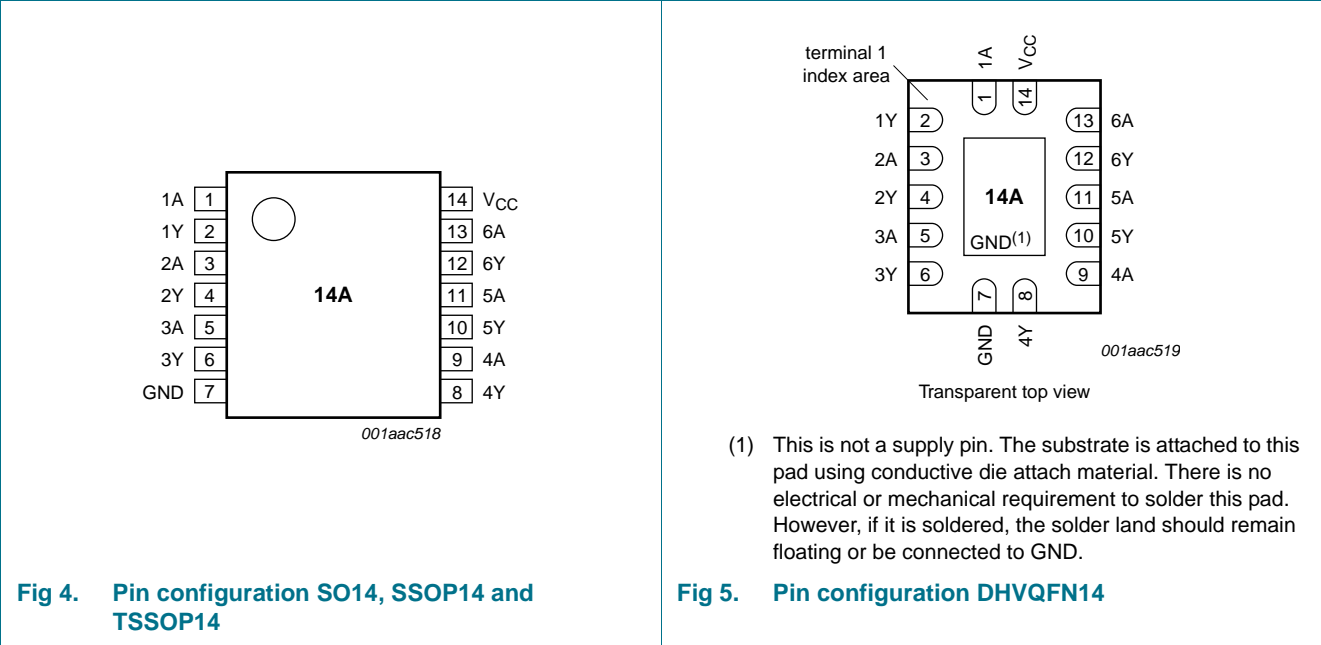 1A 1
1Y 2
2A 3
2Y 4
3A 5
3Y 6
GND 7
14A
14 VCC
13 6A
12 6Y
11 5A
10 5Y
9 4A
8 4Y
001aac518
Fig 4. Pin configuration SO14, SSOP14 and
TSSOP14
terminal 1
index area
1A
VCC
1
14
1Y 2
2A 3
2Y 4
3A 5
3Y 6
14A
GND(1)
13 6A
12 6Y
11 5A
10 5Y
9 4A
7
8
GND
4Y
001aac519
Transparent top view
(1) This is not a supply pin. The substrate is attached to this
pad using conductive die attach material. There is no
electrical or mechanical requirement to solder this pad.
However, if it is soldered, the solder land should remain
floating or be connected to GND.
Fig 5. Pin configuration DHVQFN14